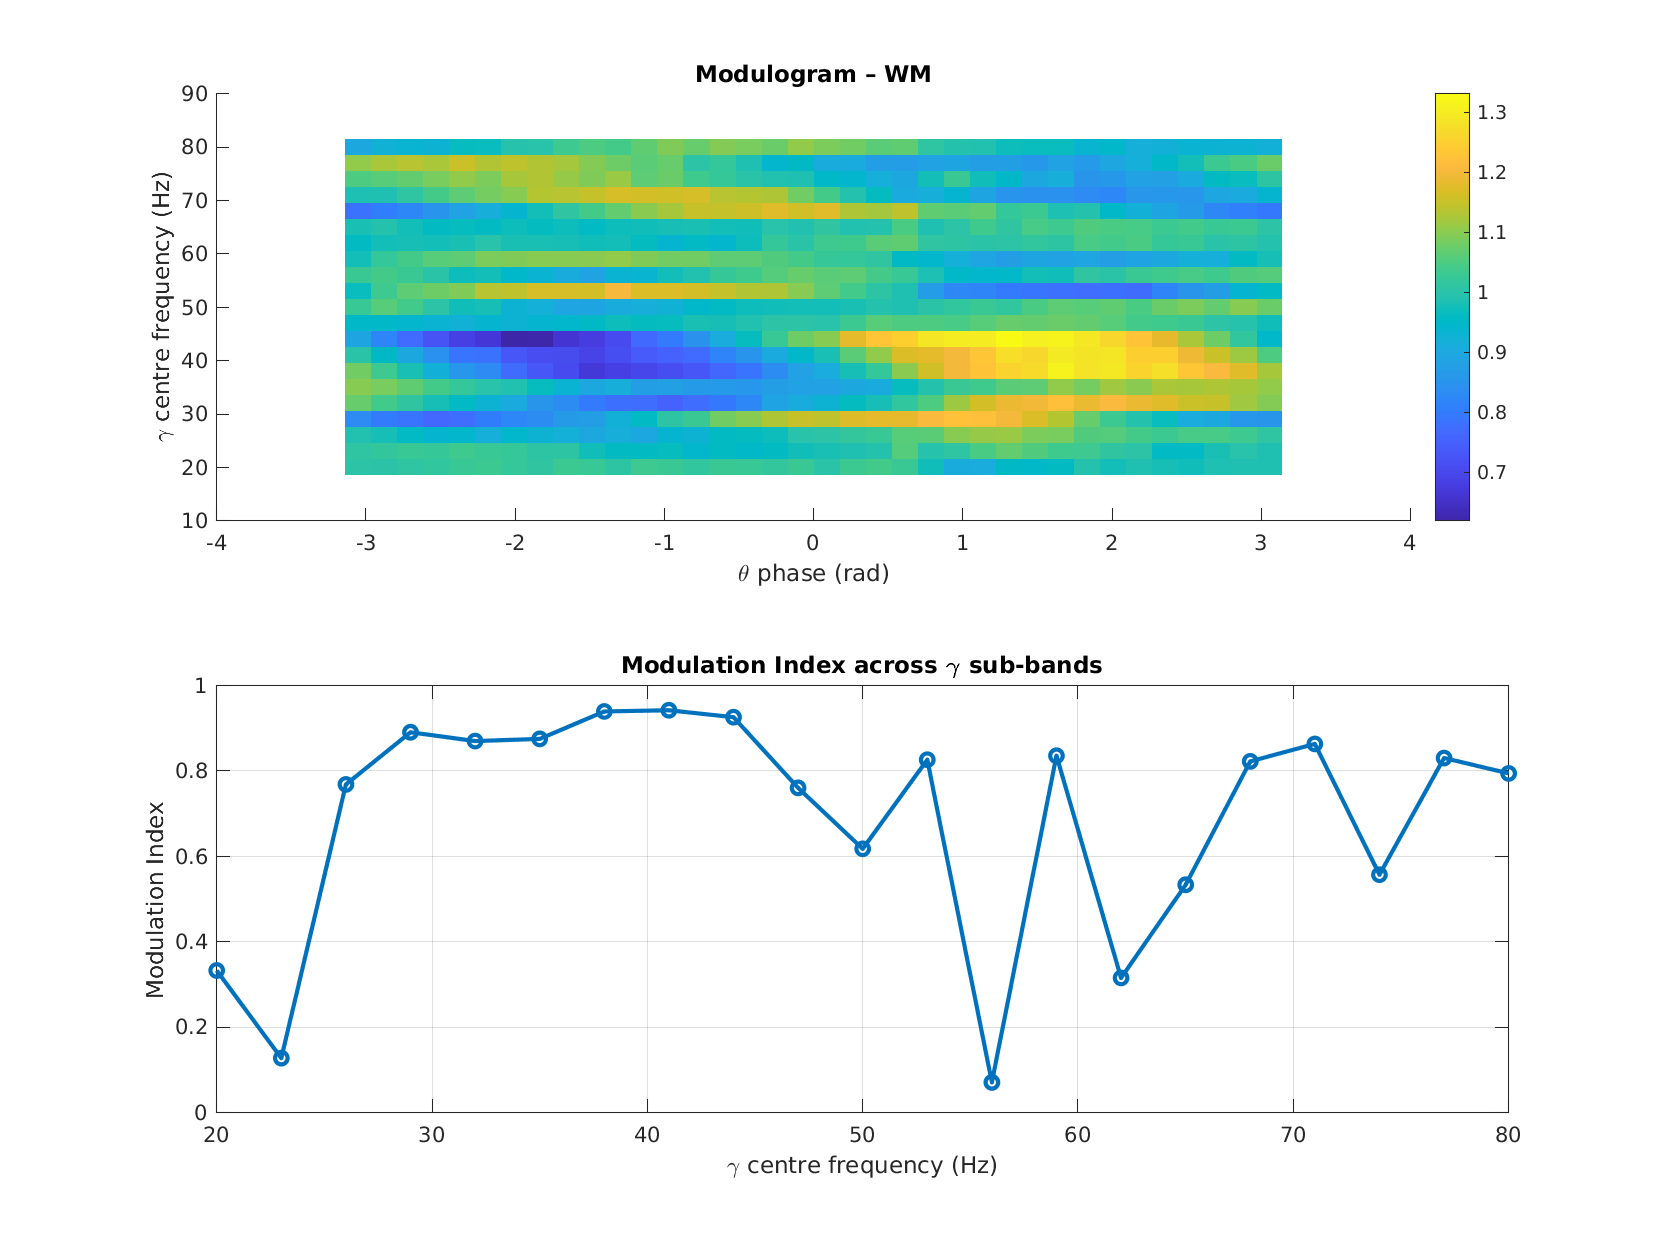 Modulogram – WM
90
80
70
60
50
40
30
20
10
γ centre frequency (Hz)
-4 -3 -2 -1 0 1 2 3 4
θ phase (rad)
1.3
1.2
1.1
1
0.9
0.8
0.7
Modulation Index across γ sub-bands
1
0.8
0.6
0.4
0.2
0
Modulation Index
20 30 40 50 60 70 80
γ centre frequency (Hz)